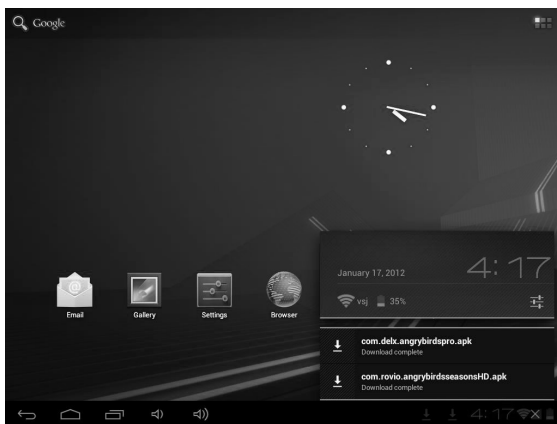 Google
January 17, 2012
4:17
vsj
35%
Email
Gallery
Settings
Browser
com.delx.angrybirdspro.apk
Download complete
com.rovio.angrybirdsseasonsHD.apk
Download complete
4:17